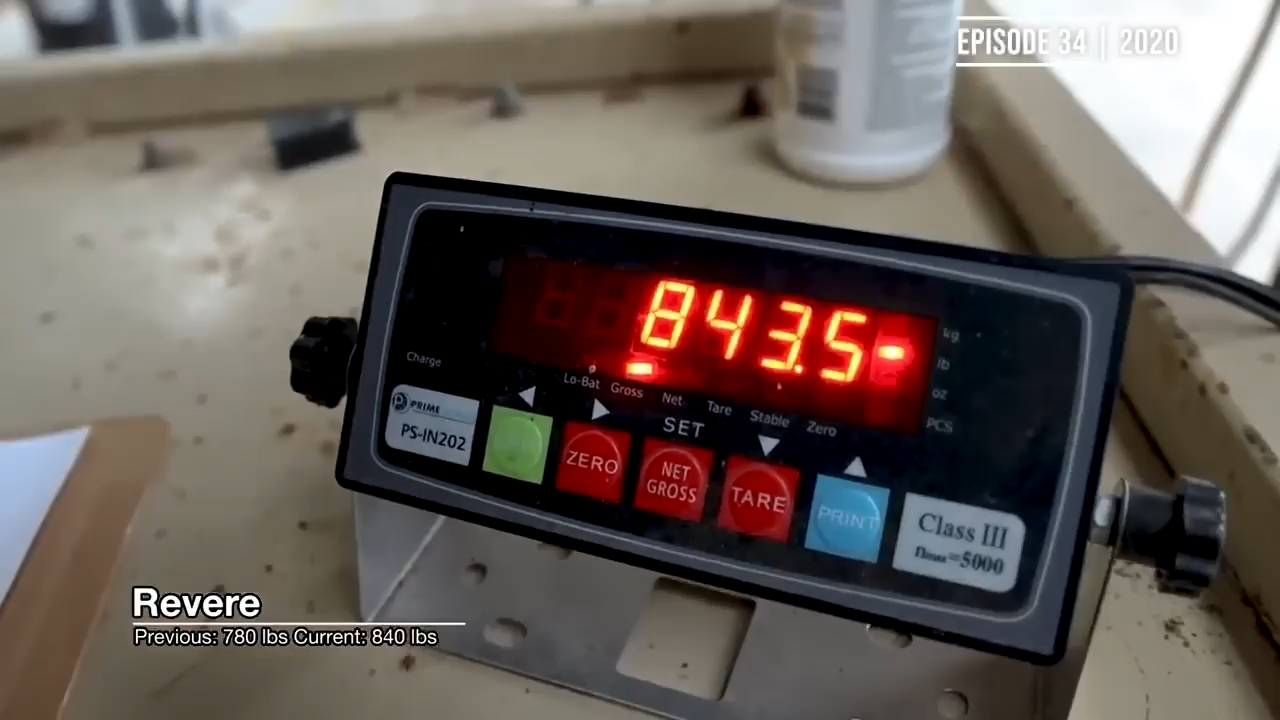 EPISODE 34 | 2020
843.5
kg
lb
oz
PCS
Charge
Lo-Bat Gross Net Tare Stable Zero
SET
PRIME
PS-IN202
ZERO
NET
GROSS
TARE
PRINT
Class III
nmax=5000
Revere
Previous: 780 lbs Current: 840 lbs